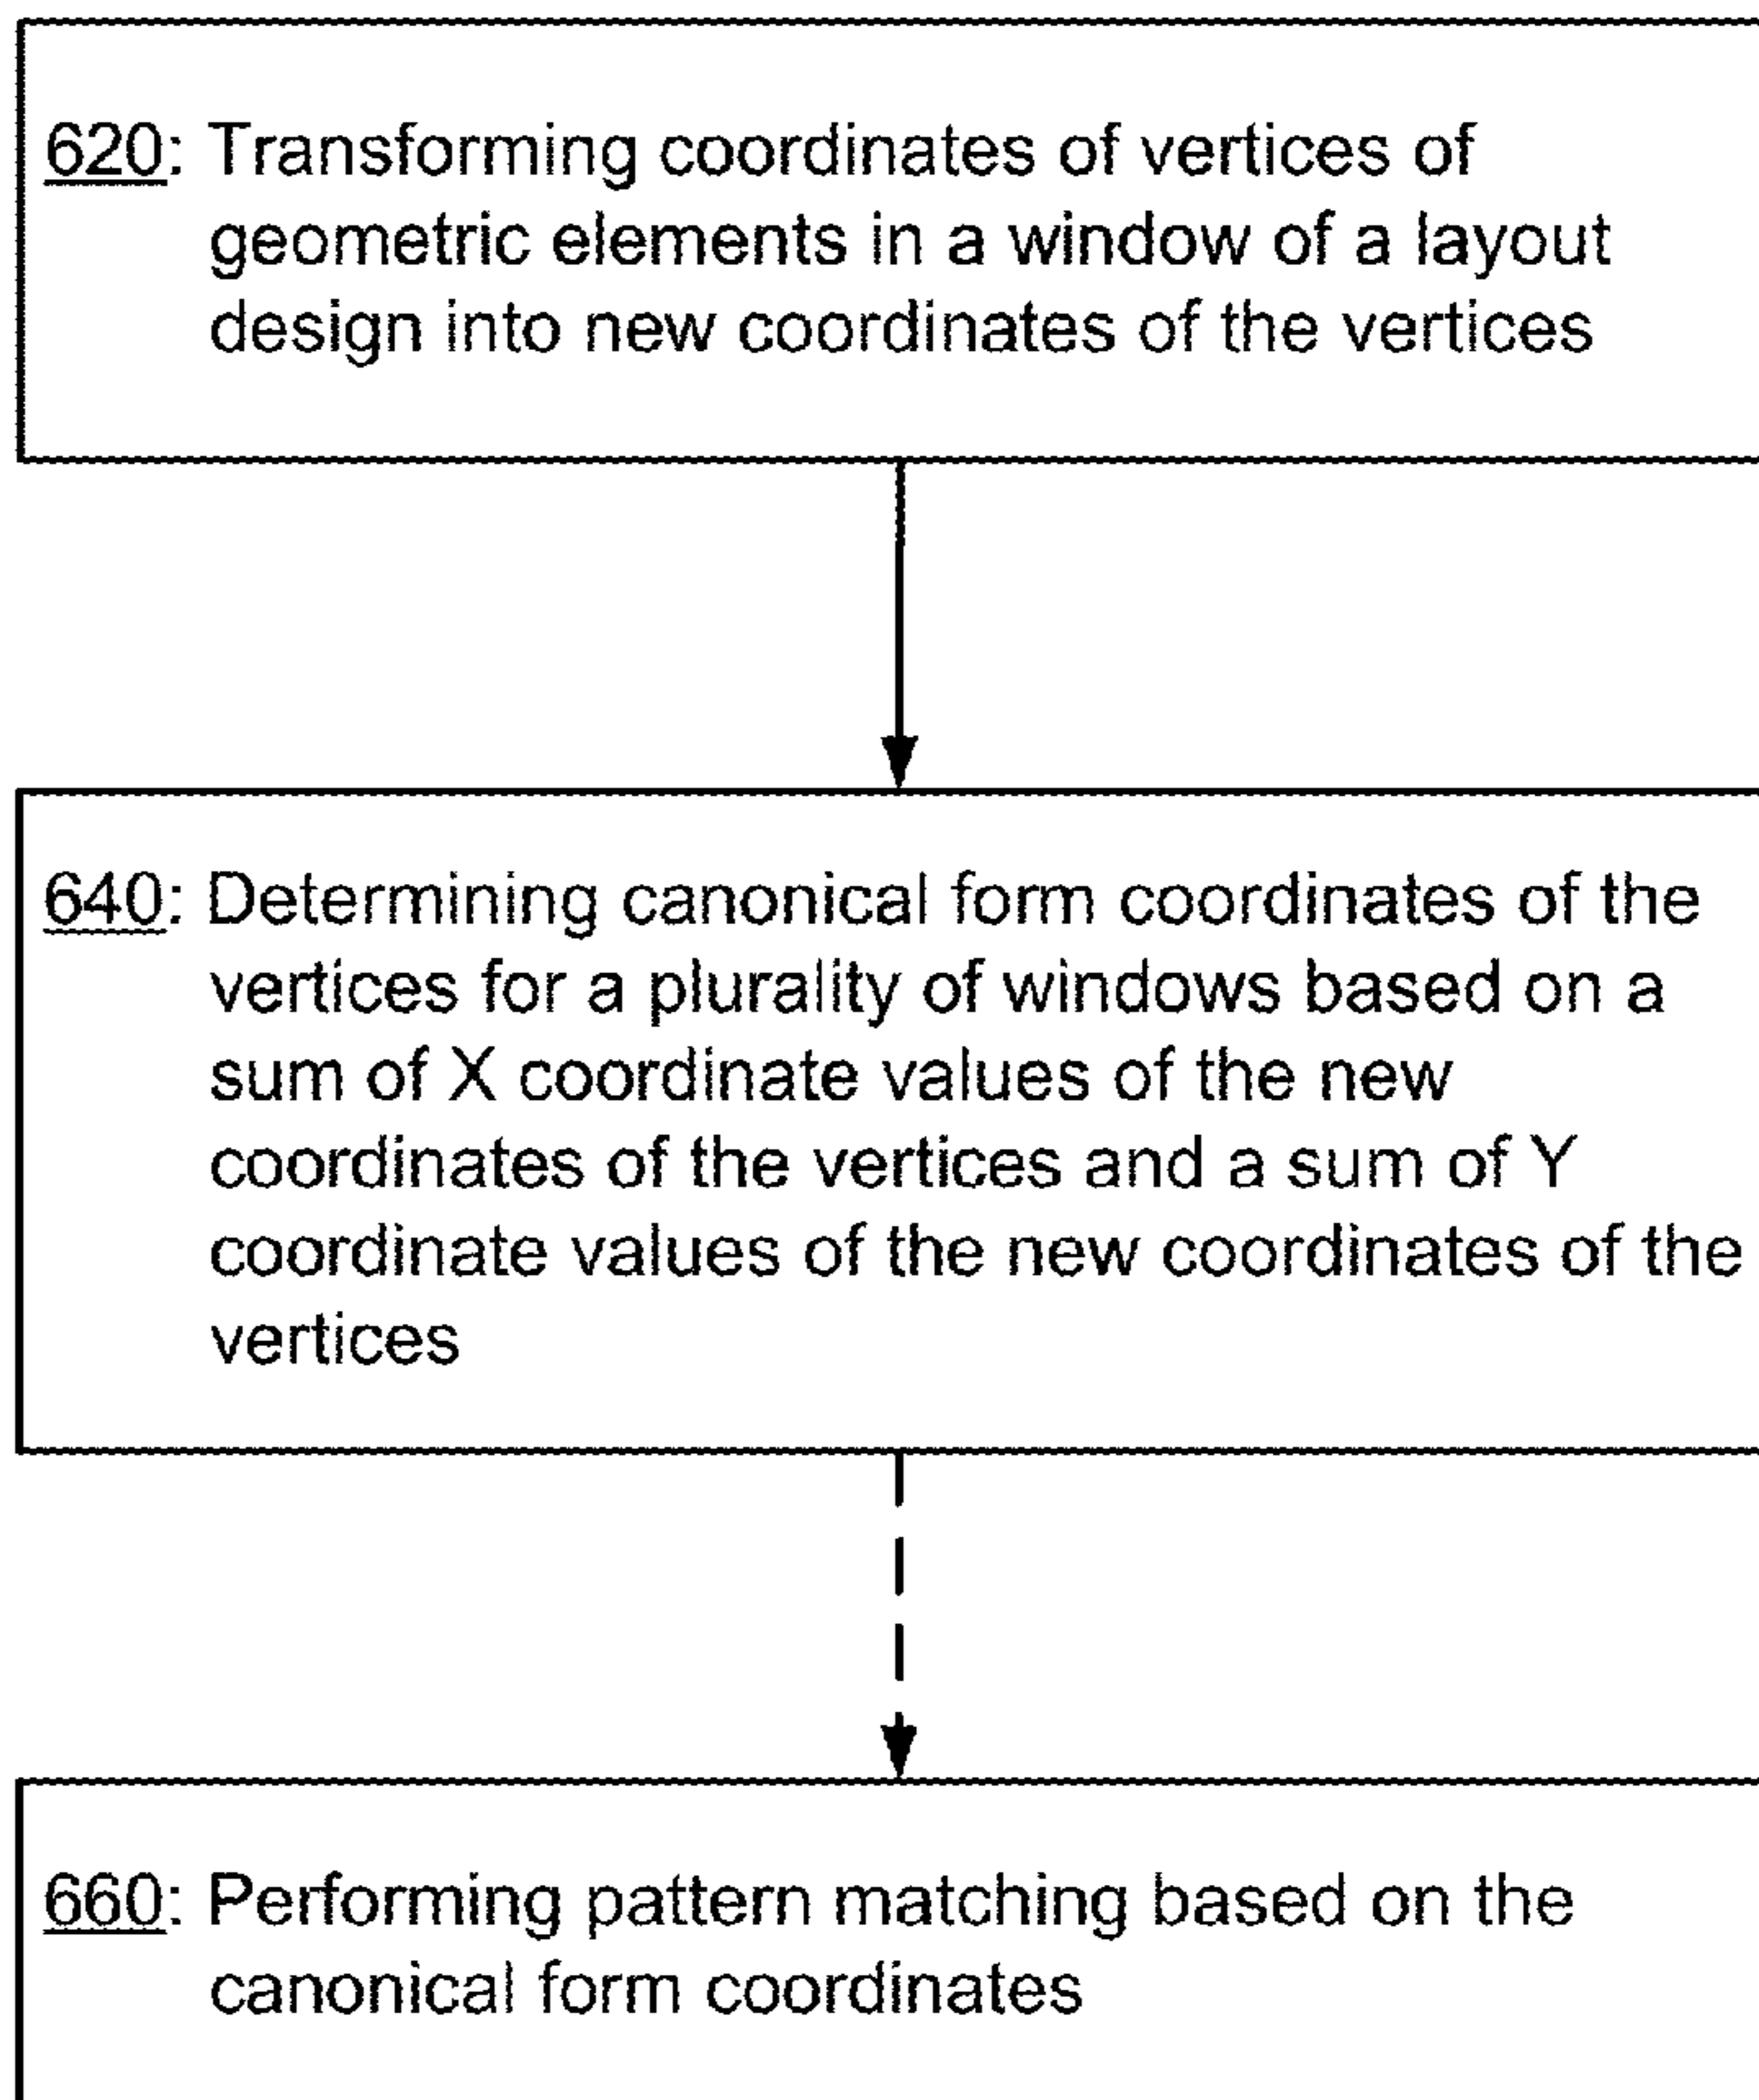 620: Transforming coordinates of vertices of
geometric elements in a window of a layout
design into new coordinates of the vertices
640: Determining canonical form coordinates of the
vertices for a plurality of windows based on a
sum of X coordinate values of the new
coordinates of the vertices and a sum of Y
coordinate values of the new coordinates of the
vertices
660: Performing pattern matching based on the
canonical form coordinates